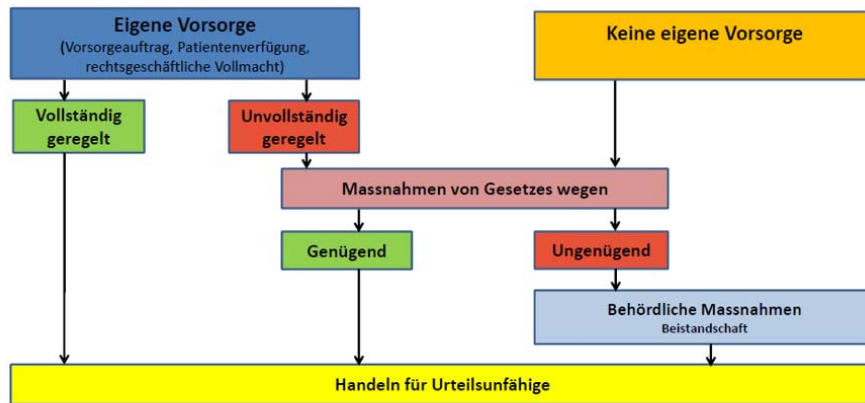 Eigene Vorsorge
(Vorsorgeauftrag, Patientenverfügung,
rechtsgeschäftliche Vollmacht)
Keine eigene Vorsorge
Vollständig
geregelt
Unvollständig
geregelt
Massnahmen von Gesetzes wegen
Genügend
Ungenügend
Behördliche Massnahmen
Beistandschaft
Handeln für Urteilsunfähige